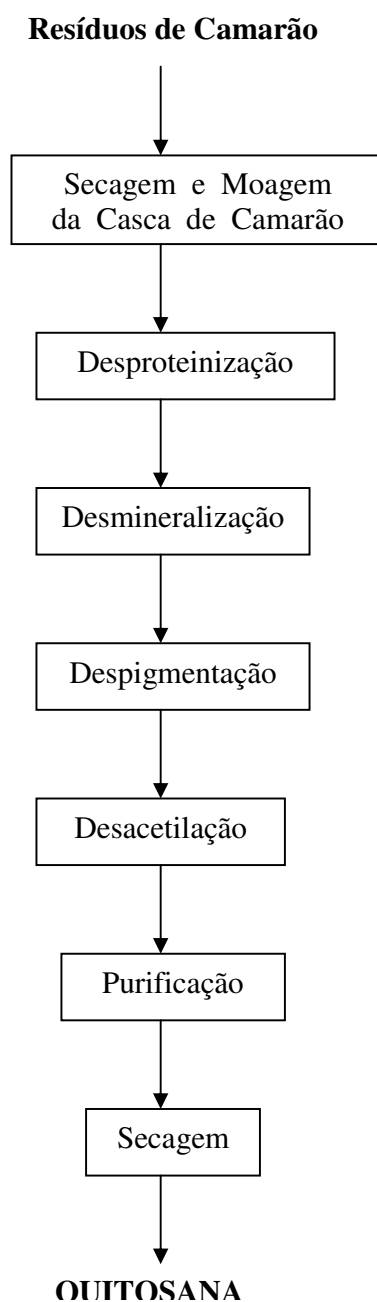 Resíduos de Camarão
Secagem e Moagem
da Casca de Camarão
Desproteinização
Desmineralização
Despigmentação
Desacetilação
Purificação
Secagem
QUITOSANA